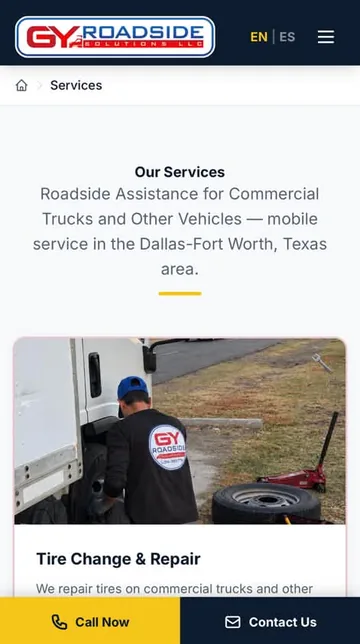 GY ROADSIDE
SOLUTIONS LLC
EN | ES
Services
Our Services
Roadside Assistance for Commercial
Trucks and Other Vehicles — mobile
service in the Dallas-Fort Worth, Texas
area.
GY
ROADSIDE
Tire Change & Repair
We repair tires on commercial trucks and other
Call Now
Contact Us